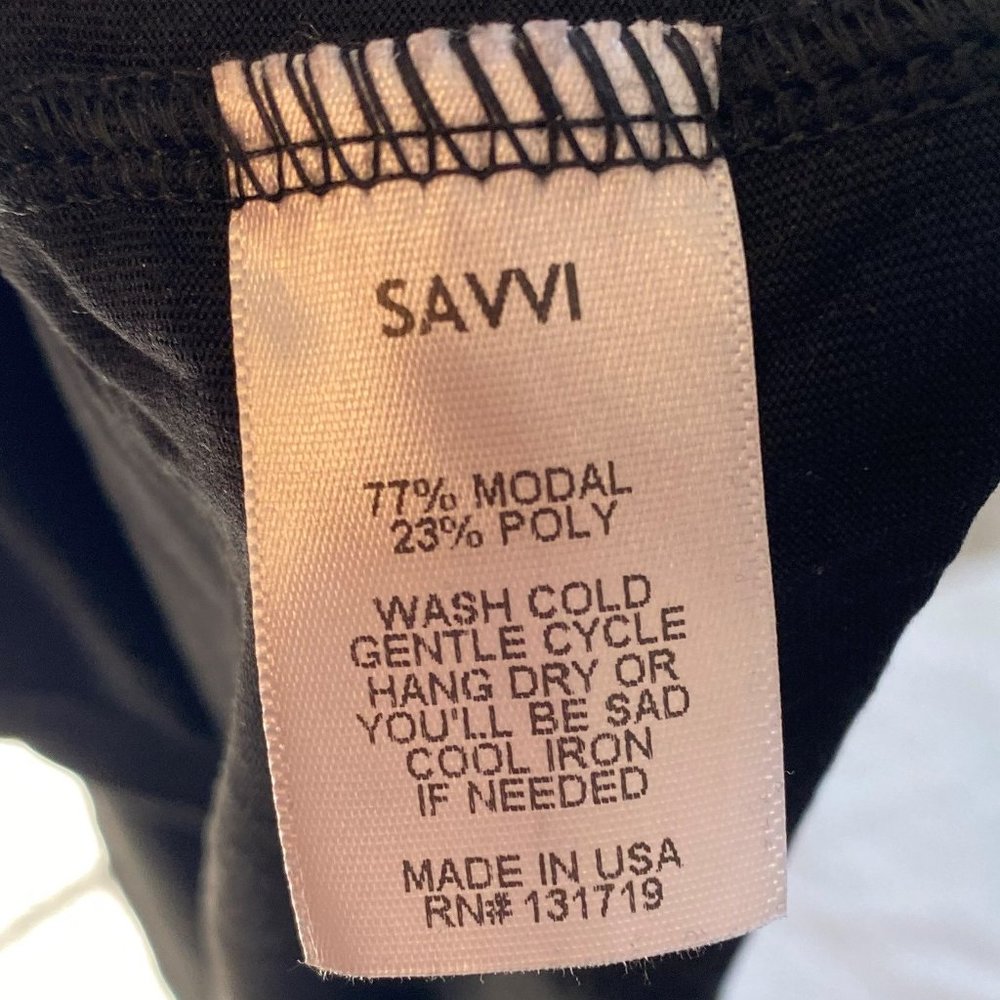 SAVVI
77% MODAL
23% POLY
WASH COLD
GENTLE CYCLE
HANG DRY OR
YOU'LL BE SAD
COOL IRON
IF NEEDED
MADE IN USA
RN# 131719